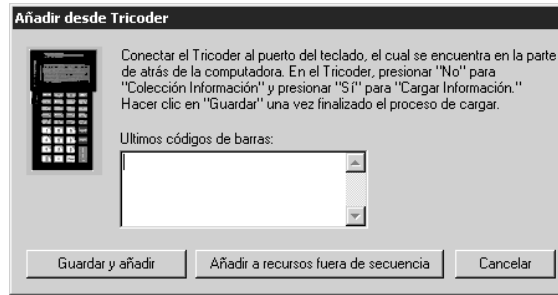 Añadir desde Tricoder
Conectar el Tricoder al puerto del teclado, el cual se encuentra en la parte
de atrás de la computadora. En el Tricoder, presionar "No" para
"Colección Información" y presionar "Sí" para "Cargar Información."
Hacer clic en "Guardar" una vez finalizado el proceso de cargar.
Ultimos códigos de barras:
Guardar y añadir
Añadir a recursos fuera de secuencia
Cancelar